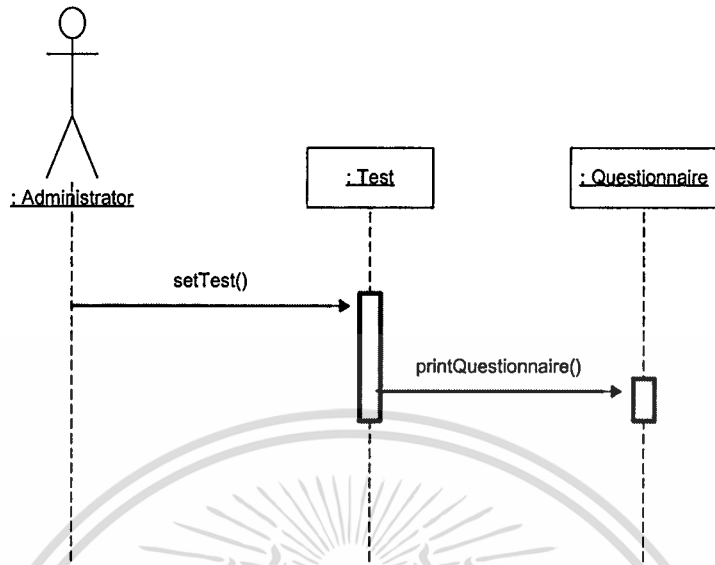 : Administrator
: Test
: Questionnaire
setTest()
printQuestionnaire()